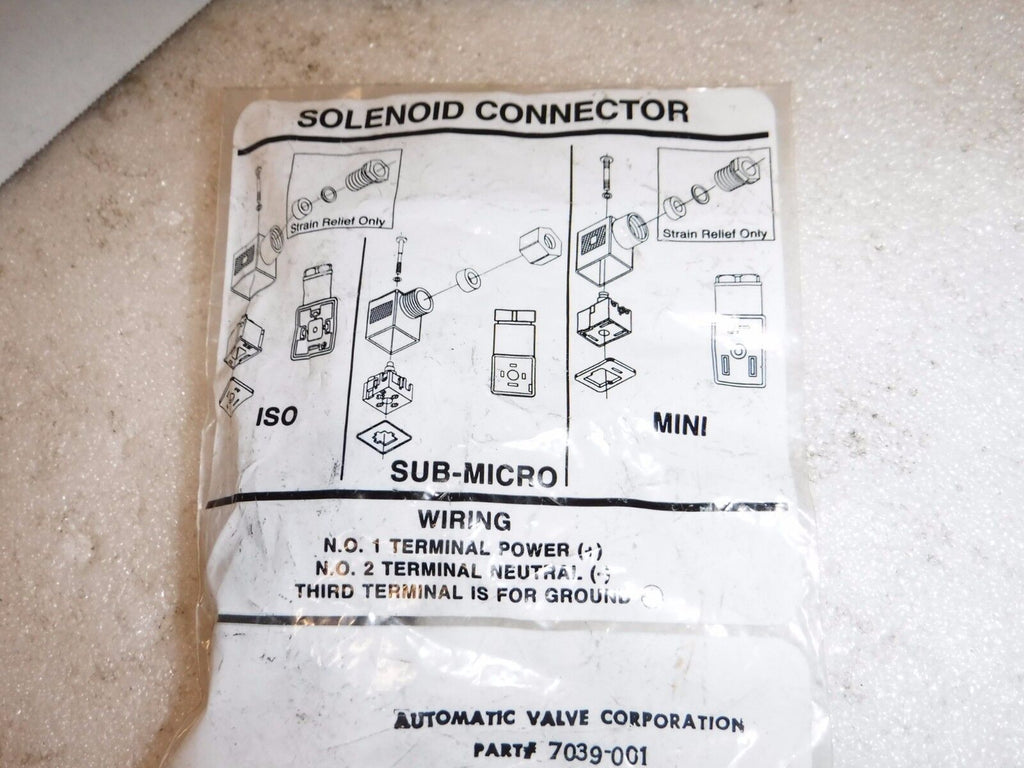 SOLENOID CONNECTOR
Strain Relief Only
Strain Relief Only
ISO
MINI
SUB-MICRO
WIRING
N.O. 1 TERMINAL POWER (+)
N.O. 2 TERMINAL NEUTRAL (-)
THIRD TERMINAL IS FOR GROUND
AUTOMATIC VALVE CORPORATION
PART# 7039-001